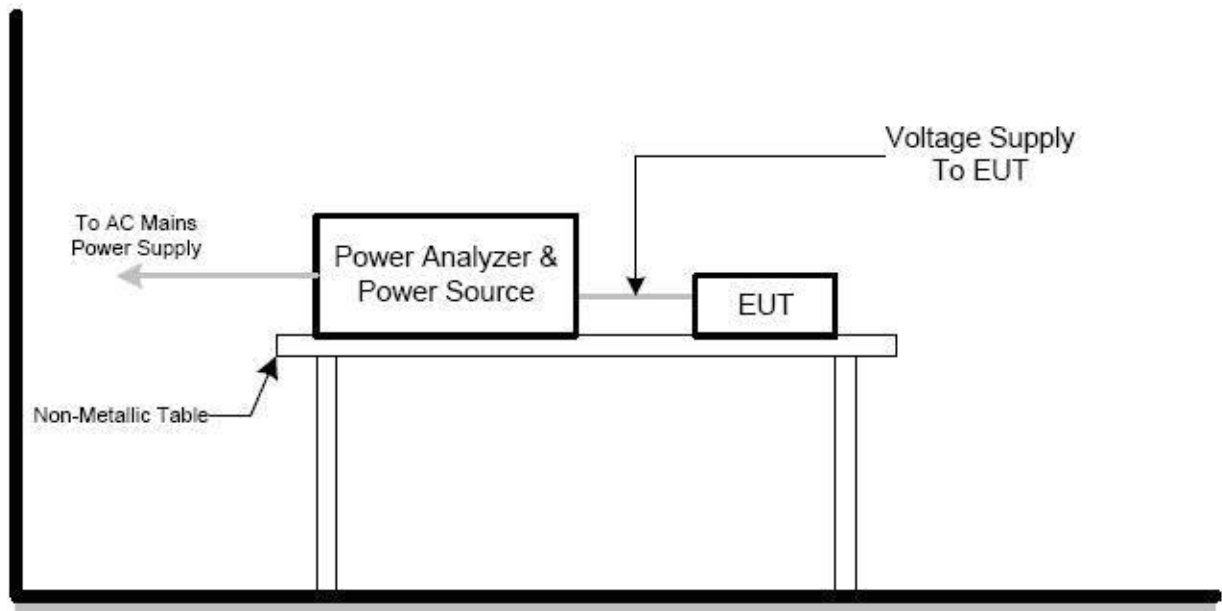 Voltage Supply
To EUT
To AC Mains
Power Supply
Power Analyzer &
Power Source
EUT
Non-Metallic Table